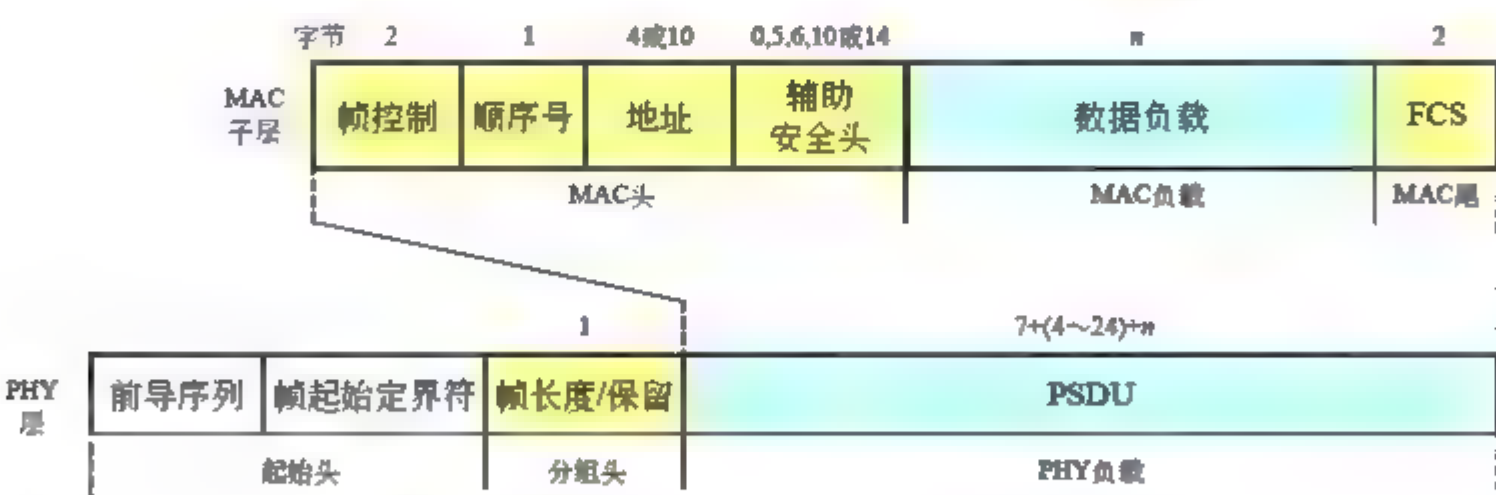 字节 2 1 4或10 0,5,6,10或14 n 2
MAC
子层
帧控制 顺序号 地址 辅助
安全头 数据负载 FCS
MAC头 MAC负载 MAC尾
1 7+(4～24)+n
PHY
层
前导序列 帧起始定界符 帧长度/保留 PSDU
起始头 分组头 PHY负载